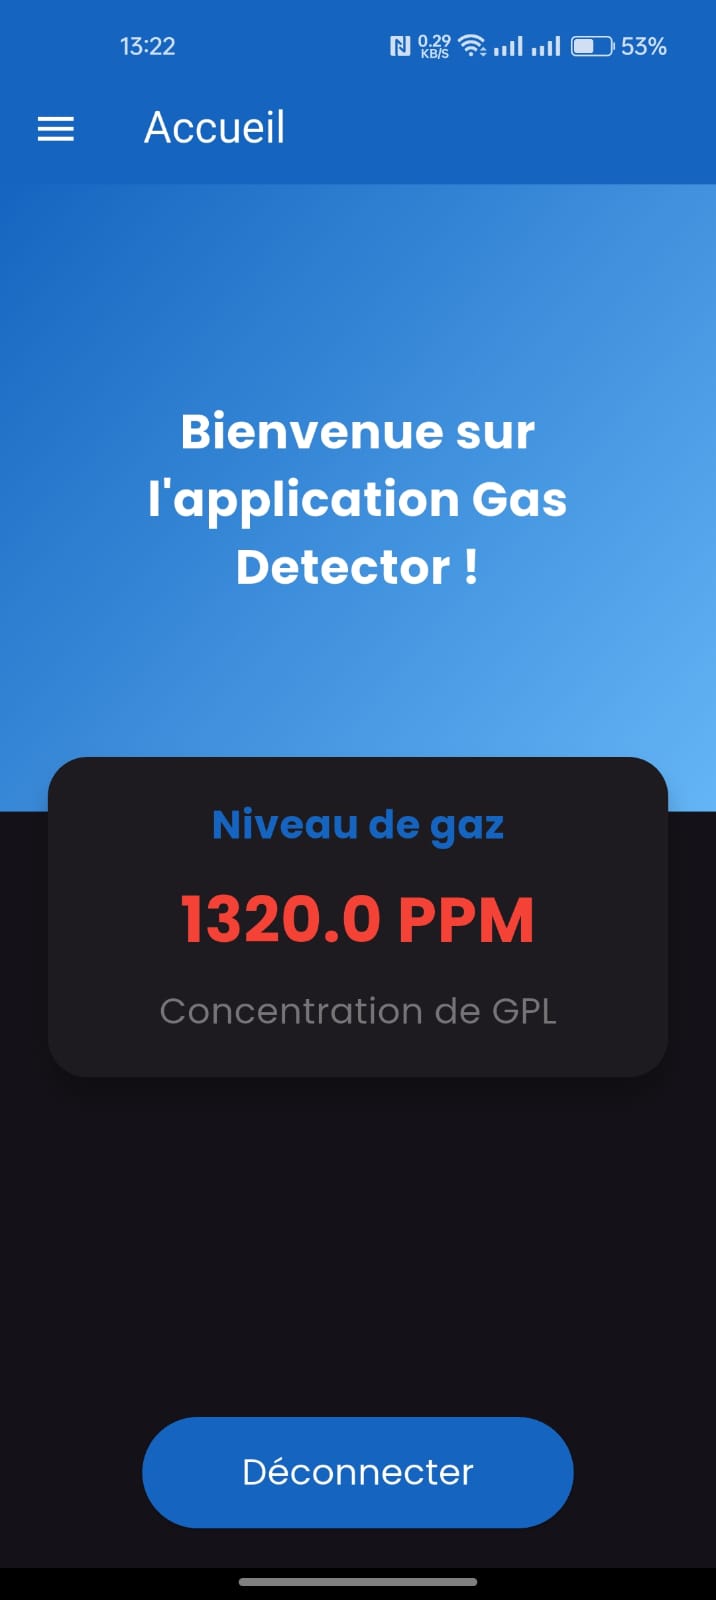 13:22 0.29 KB/S 53%
Accueil
Bienvenue sur
l'application Gas
Detector !
Niveau de gaz
1320.0 PPM
Concentration de GPL
Déconnecter